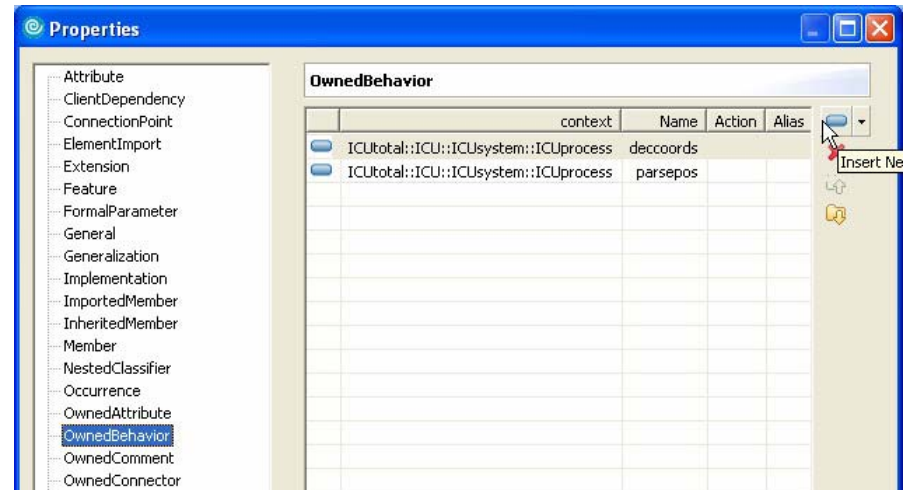 Properties
Attribute
ClientDependency
ConnectionPoint
ElementImport
Extension
Feature
FormalParameter
General
Generalization
Implementation
ImportedMember
InheritedMember
Member
NestedClassifier
Occurrence
OwnedAttribute
OwnedBehavior
OwnedComment
OwnedConnector
OwnedBehavior
context Name Action Alias
ICUtotal::ICU::ICUsystem::ICUprocess deccoords
ICUtotal::ICU::ICUsystem::ICUprocess parsepos
Insert Ne